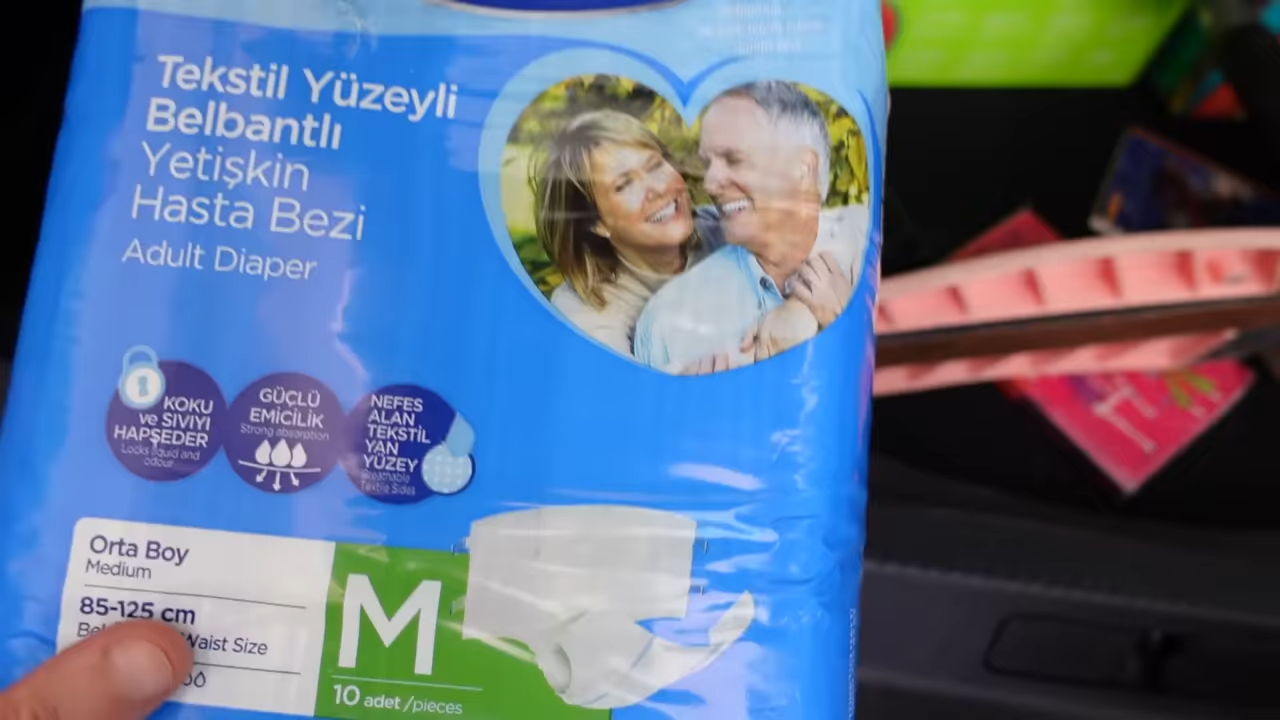 Tekstil Yüzeyli
Belbantlı
Yetişkin
Hasta Bezi
Adult Diaper
KOKU
ve SIVIYI
HAPSEDER
Locks liquid and
odour
GÜÇLÜ
EMİCİLİK
Strong absorption
NEFES
ALAN
TEKSTİL
YAN
YÜZEY
Breathable
Textile Sides
Orta Boy
Medium
85-125 cm
Waist Size
M
10 adet /pieces